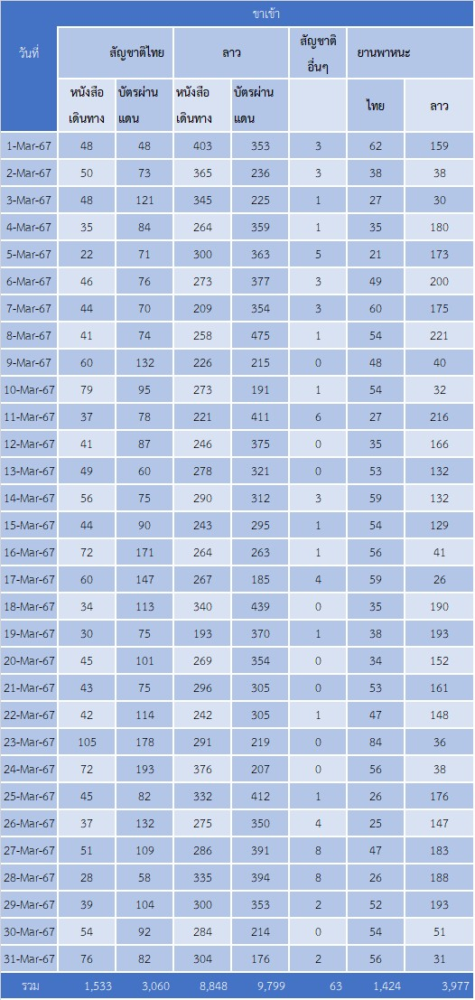 ขาเข้า
วันที่ สัญชาติไทย ลาว สัญชาติอื่นๆ ยานพาหนะ
หนังสือเดินทาง บัตรผ่านแดน หนังสือเดินทาง บัตรผ่านแดน ไทย ลาว
1-Mar-67 48 48 403 353 3 62 159
2-Mar-67 50 73 365 236 3 38 38
3-Mar-67 48 121 345 225 1 27 30
4-Mar-67 35 84 264 359 1 35 180
5-Mar-67 22 71 300 363 5 21 173
6-Mar-67 46 76 273 377 3 49 200
7-Mar-67 44 70 209 354 3 60 175
8-Mar-67 41 74 258 475 1 54 221
9-Mar-67 60 132 226 215 0 48 40
10-Mar-67 79 95 273 191 1 54 32
11-Mar-67 37 78 221 411 6 27 216
12-Mar-67 41 87 246 375 0 35 166
13-Mar-67 49 60 278 321 0 53 132
14-Mar-67 56 75 290 312 3 59 132
15-Mar-67 44 90 243 295 1 54 129
16-Mar-67 72 171 264 263 1 56 41
17-Mar-67 60 147 267 185 4 59 26
18-Mar-67 34 113 340 439 0 35 190
19-Mar-67 30 75 193 370 1 38 193
20-Mar-67 45 101 269 354 0 34 152
21-Mar-67 43 75 296 305 0 53 161
22-Mar-67 42 114 242 305 1 47 148
23-Mar-67 105 178 291 219 0 84 36
24-Mar-67 72 193 376 207 0 56 38
25-Mar-67 45 82 332 412 1 26 176
26-Mar-67 37 132 275 350 4 25 147
27-Mar-67 51 109 286 391 8 47 183
28-Mar-67 28 58 335 394 8 26 188
29-Mar-67 39 104 300 353 2 52 193
30-Mar-67 54 92 284 214 0 54 51
31-Mar-67 76 82 304 176 2 56 31
รวม 1,533 3,060 8,848 9,799 63 1,424 3,977